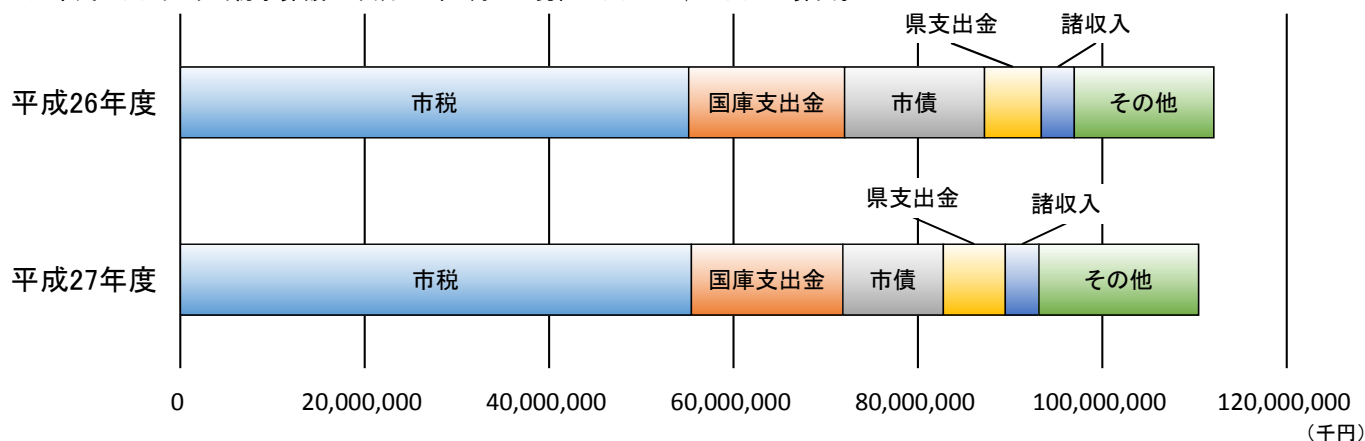 県支出金 諸収入
平成26年度 市税 国庫支出金 市債 その他
県支出金 諸収入
平成27年度 市税 国庫支出金 市債 その他
0 20,000,000 40,000,000 60,000,000 80,000,000 100,000,000 120,000,000
（千円）